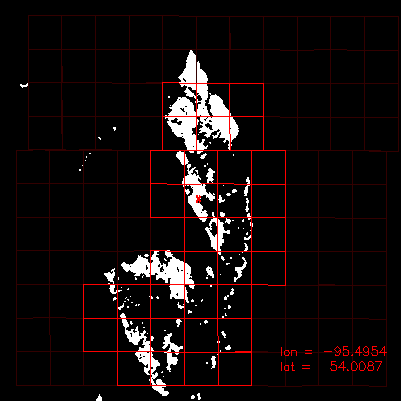 lon = -95.4954
lat = 54.0087